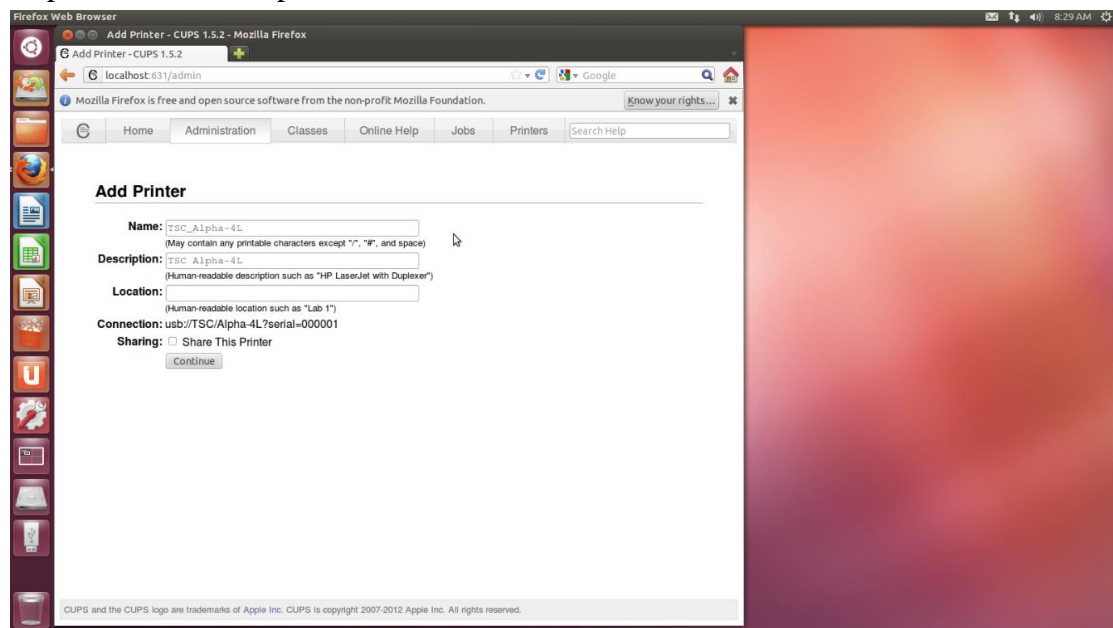 Firefox Web Browser
8:29 AM
Add Printer - CUPS 1.5.2 - Mozilla Firefox
Add Printer - CUPS 1.5.2
localhost:631/admin
Google
Mozilla Firefox is free and open source software from the non-profit Mozilla Foundation.
Know your rights...
Home Administration Classes Online Help Jobs Printers Search Help
Add Printer
Name: TSC_Alpha-4L
(May contain any printable characters except "/", "#", and space)
Description: TSC Alpha-4L
(Human-readable description such as "HP LaserJet with Duplexer")
Location:
(Human-readable location such as "Lab 1")
Connection: usb://TSC/Alpha-4L?serial=000001
Sharing: Share This Printer
Continue
CUPS and the CUPS logo are trademarks of Apple Inc. CUPS is copyright 2007-2012 Apple Inc. All rights reserved.